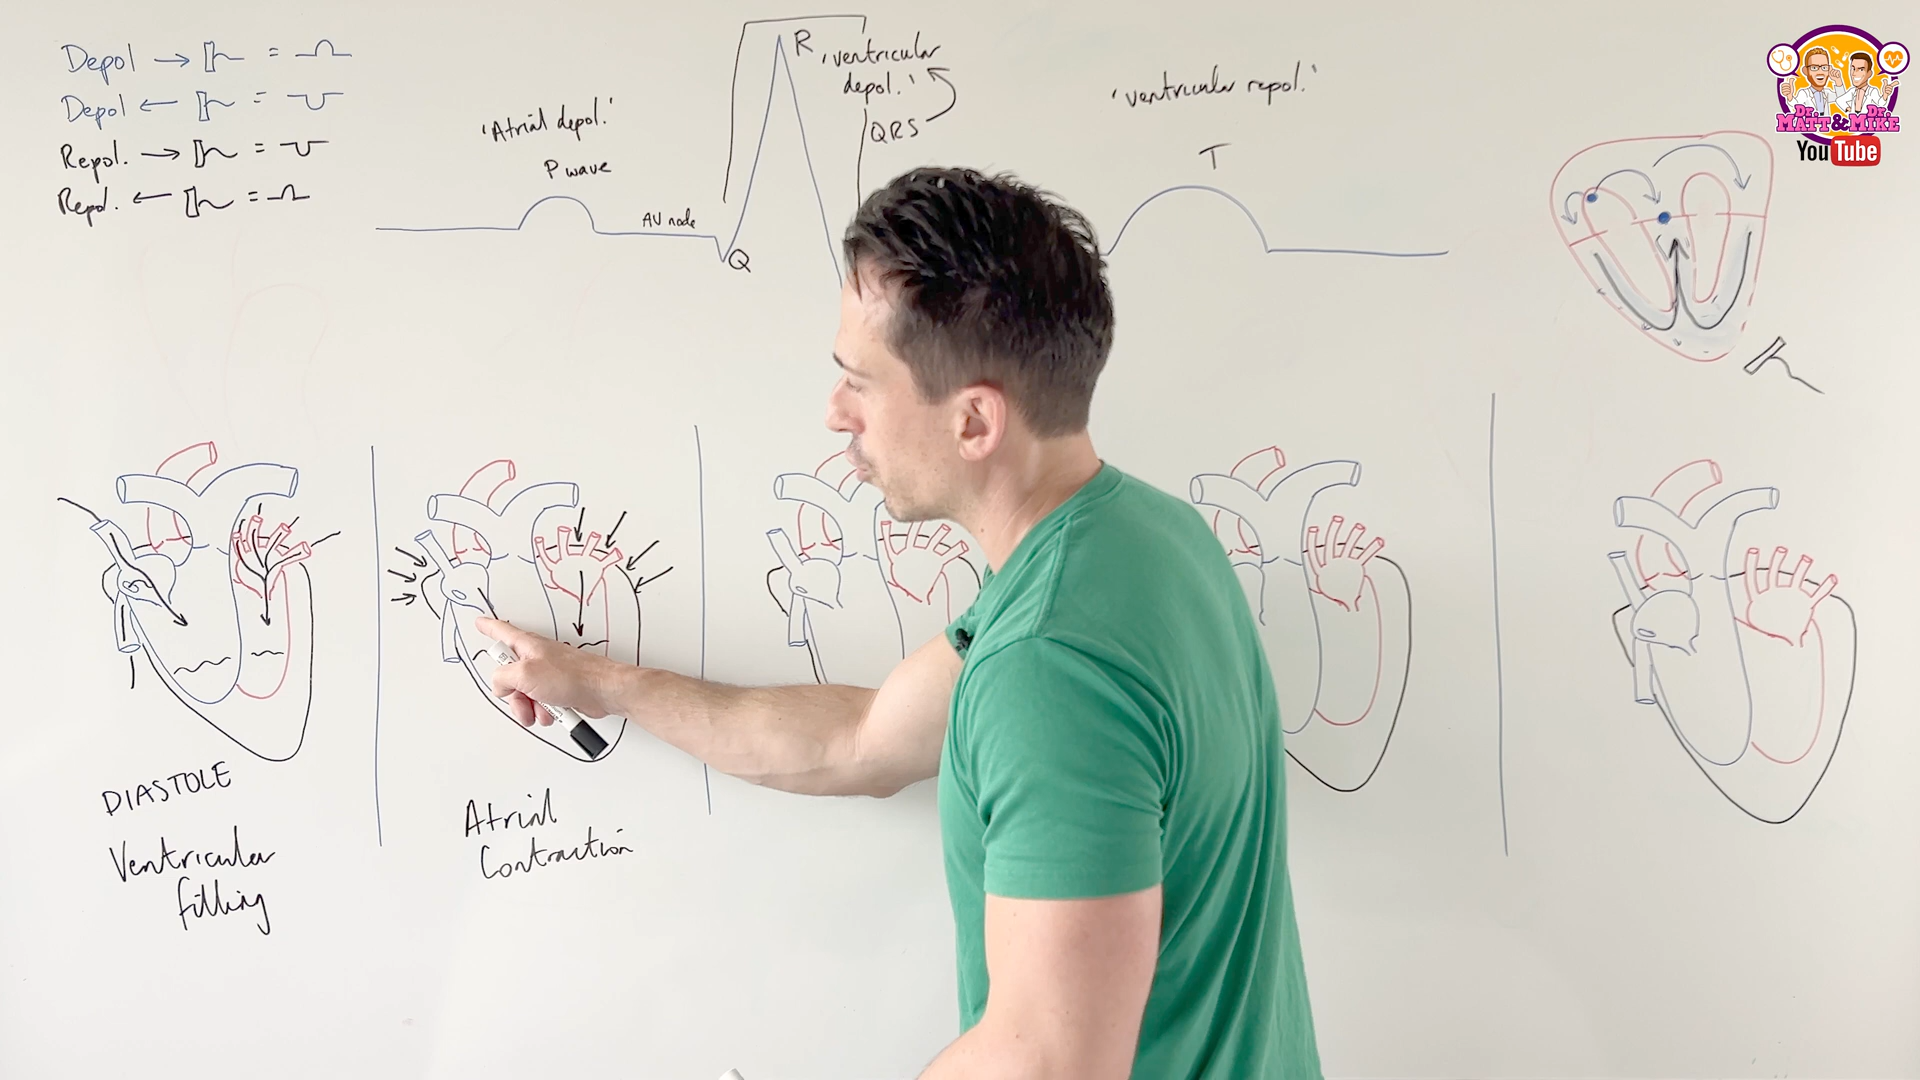 Depol → =
Depol ← =
Repol. → =
Repol. ← =
'Atrial depol.'
P wave
AV node
Q
R
'ventricular
depol.'
QRS
'ventricular repol.'
T
Dr. Dr.
MATT & MIKE
YouTube
DIASTOLE
Ventricular
filling
Atrial
Contraction